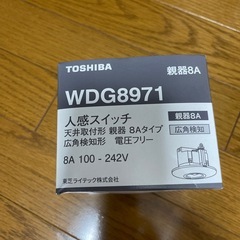 TOSHIBA
親器8A
WDG8971
人感スイッチ
天井取付形 親器 8Aタイプ
広角検知形 電圧フリー
8A 100 - 242V
親器8A
広角検知
東芝ライテック株式会社